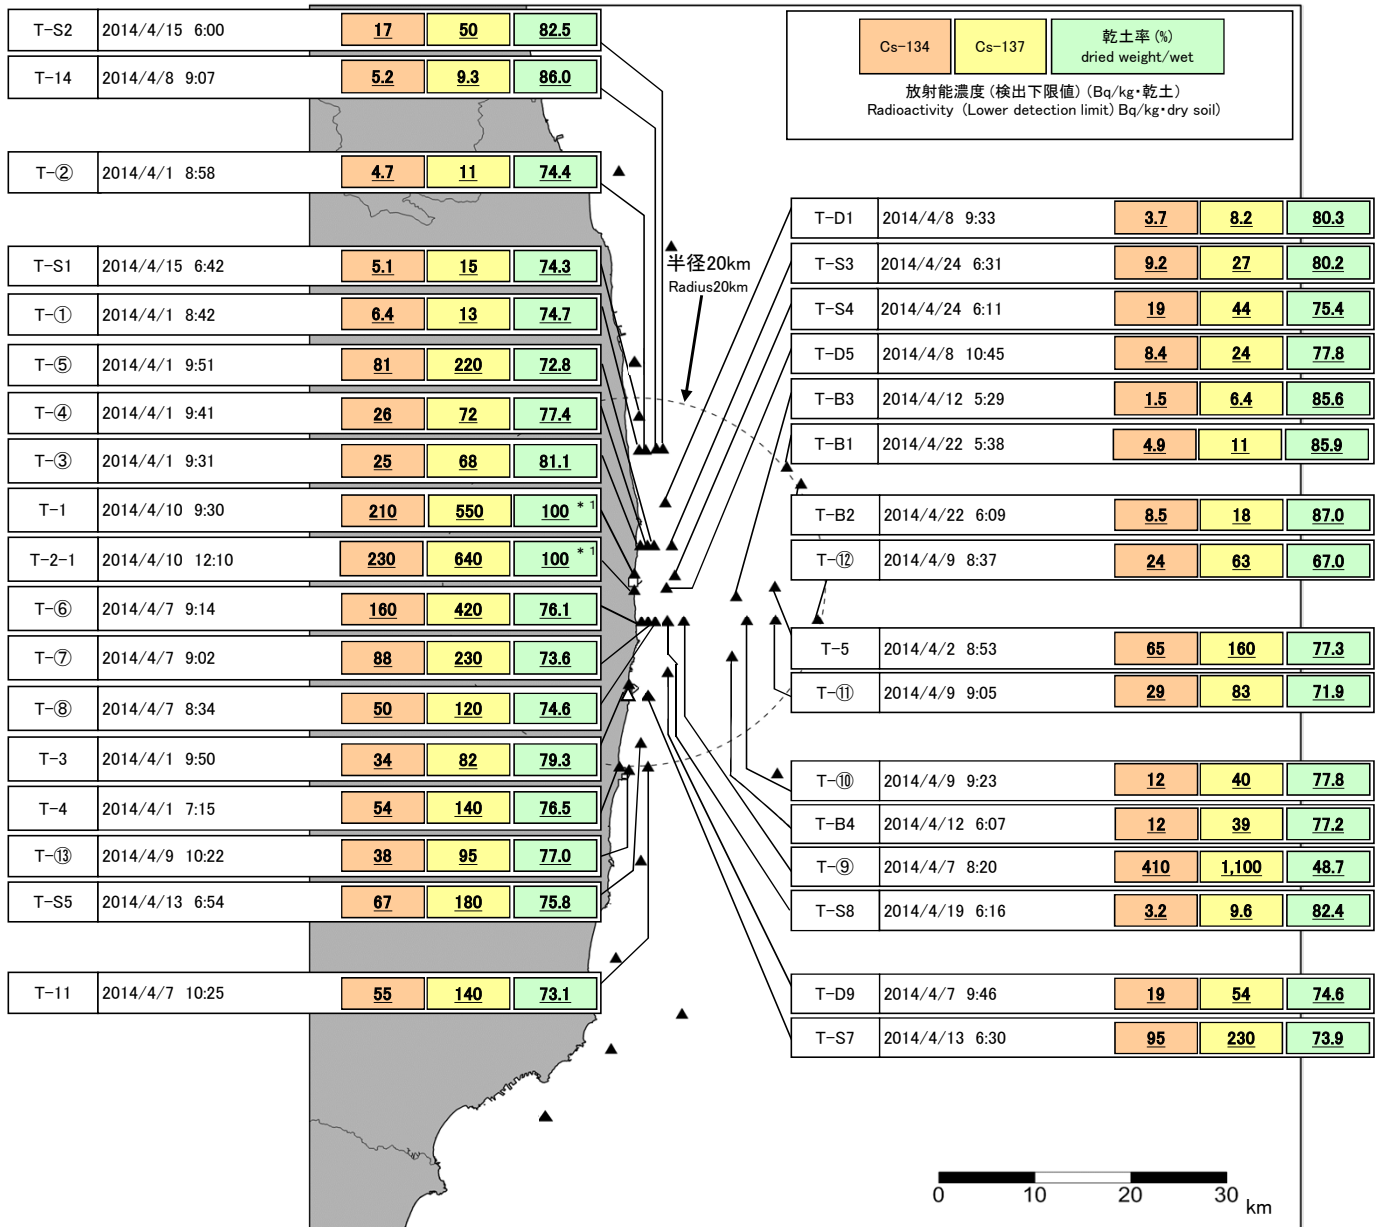 T-S2 2014/4/15 6:00 17 50 82.5
T-14 2014/4/8 9:07 5.2 9.3 86.0
T-② 2014/4/1 8:58 4.7 11 74.4
T-S1 2014/4/15 6:42 5.1 15 74.3
T-① 2014/4/1 8:42 6.4 13 74.7
T-⑤ 2014/4/1 9:51 81 220 72.8
T-④ 2014/4/1 9:41 26 72 77.4
T-③ 2014/4/1 9:31 25 68 81.1
T-1 2014/4/10 9:30 210 550 100 *1
T-2-1 2014/4/10 12:10 230 640 100 *1
T-⑥ 2014/4/7 9:14 160 420 76.1
T-⑦ 2014/4/7 9:02 88 230 73.6
T-⑧ 2014/4/7 8:34 50 120 74.6
T-3 2014/4/1 9:50 34 82 79.3
T-4 2014/4/1 7:15 54 140 76.5
T-⑬ 2014/4/9 10:22 38 95 77.0
T-S5 2014/4/13 6:54 67 180 75.8
T-11 2014/4/7 10:25 55 140 73.1
半径20km
Radius20km
Cs-134 Cs-137 乾土率(%)
dried weight/wet
放射能濃度(検出下限値)(Bq/kg・乾土)
Radioactivity (Lower detection limit) Bq/kg・dry soil)
T-D1 2014/4/8 9:33 3.7 8.2 80.3
T-S3 2014/4/24 6:31 9.2 27 80.2
T-S4 2014/4/24 6:11 19 44 75.4
T-D5 2014/4/8 10:45 8.4 24 77.8
T-B3 2014/4/12 5:29 1.5 6.4 85.6
T-B1 2014/4/22 5:38 4.9 11 85.9
T-B2 2014/4/22 6:09 8.5 18 87.0
T-⑫ 2014/4/9 8:37 24 63 67.0
T-5 2014/4/2 8:53 65 160 77.3
T-⑪ 2014/4/9 9:05 29 83 71.9
T-⑩ 2014/4/9 9:23 12 40 77.8
T-B4 2014/4/12 6:07 12 39 77.2
T-⑨ 2014/4/7 8:20 410 1,100 48.7
T-S8 2014/4/19 6:16 3.2 9.6 82.4
T-D9 2014/4/7 9:46 19 54 74.6
T-S7 2014/4/13 6:30 95 230 73.9
0 10 20 30 km